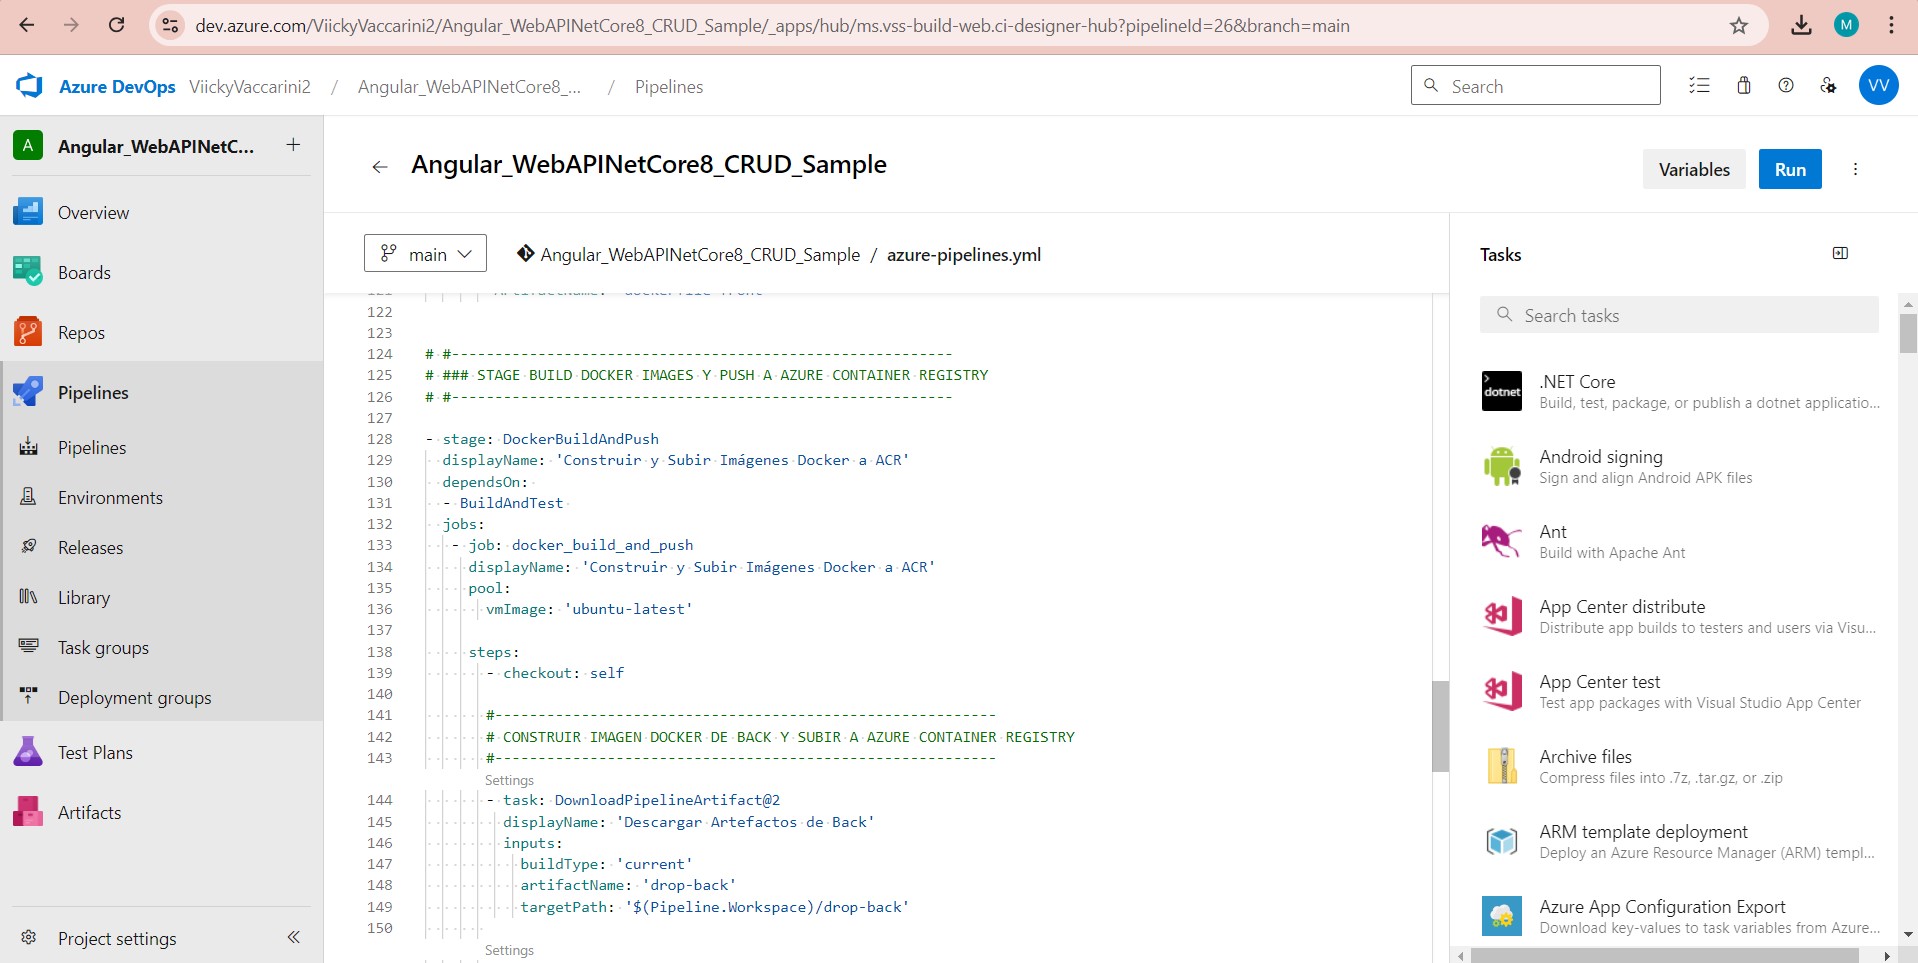 dev.azure.com/ViickyVaccarini2/Angular_WebAPINetCore8_CRUD_Sample/_apps/hub/ms.vss-build-web.ci-designer-hub?pipelineId=26&branch=main
M
Azure DevOps ViickyVaccarini2 / Angular_WebAPINetCore8_... / Pipelines
Search
VV
A Angular_WebAPINetC... +
Overview
Boards
Repos
Pipelines
Pipelines
Environments
Releases
Library
Task groups
Deployment groups
Test Plans
Artifacts
Project settings
Angular_WebAPINetCore8_CRUD_Sample
Variables
Run
main
Angular_WebAPINetCore8_CRUD_Sample / azure-pipelines.yml
122
123
124 # #----------------------------------------------------------
125 # ### STAGE BUILD DOCKER IMAGES Y PUSH A AZURE CONTAINER REGISTRY
126 # #----------------------------------------------------------
127
128 - stage: DockerBuildAndPush
129 displayName: 'Construir y Subir Imágenes Docker a ACR'
130 dependsOn:
131 - BuildAndTest
132 jobs:
133 - job: docker_build_and_push
134 displayName: 'Construir y Subir Imágenes Docker a ACR'
135 pool:
136 vmImage: 'ubuntu-latest'
137
138 steps:
139 - checkout: self
140
141 #----------------------------------------------------------
142 # CONSTRUIR IMAGEN DOCKER DE BACK Y SUBIR A AZURE CONTAINER REGISTRY
143 #----------------------------------------------------------
Settings
144 - task: DownloadPipelineArtifact@2
145 displayName: 'Descargar Artefactos de Back'
146 inputs:
147 buildType: 'current'
148 artifactName: 'drop-back'
149 targetPath: '$(Pipeline.Workspace)/drop-back'
150
Settings
Tasks
Search tasks
dotnet
.NET Core
Build, test, package, or publish a dotnet applicatio...
Android signing
Sign and align Android APK files
Ant
Build with Apache Ant
App Center distribute
Distribute app builds to testers and users via Visu...
App Center test
Test app packages with Visual Studio App Center
Archive files
Compress files into .7z, .tar.gz, or .zip
ARM template deployment
Deploy an Azure Resource Manager (ARM) templ...
Azure App Configuration Export
Download key-values to task variables from Azure...